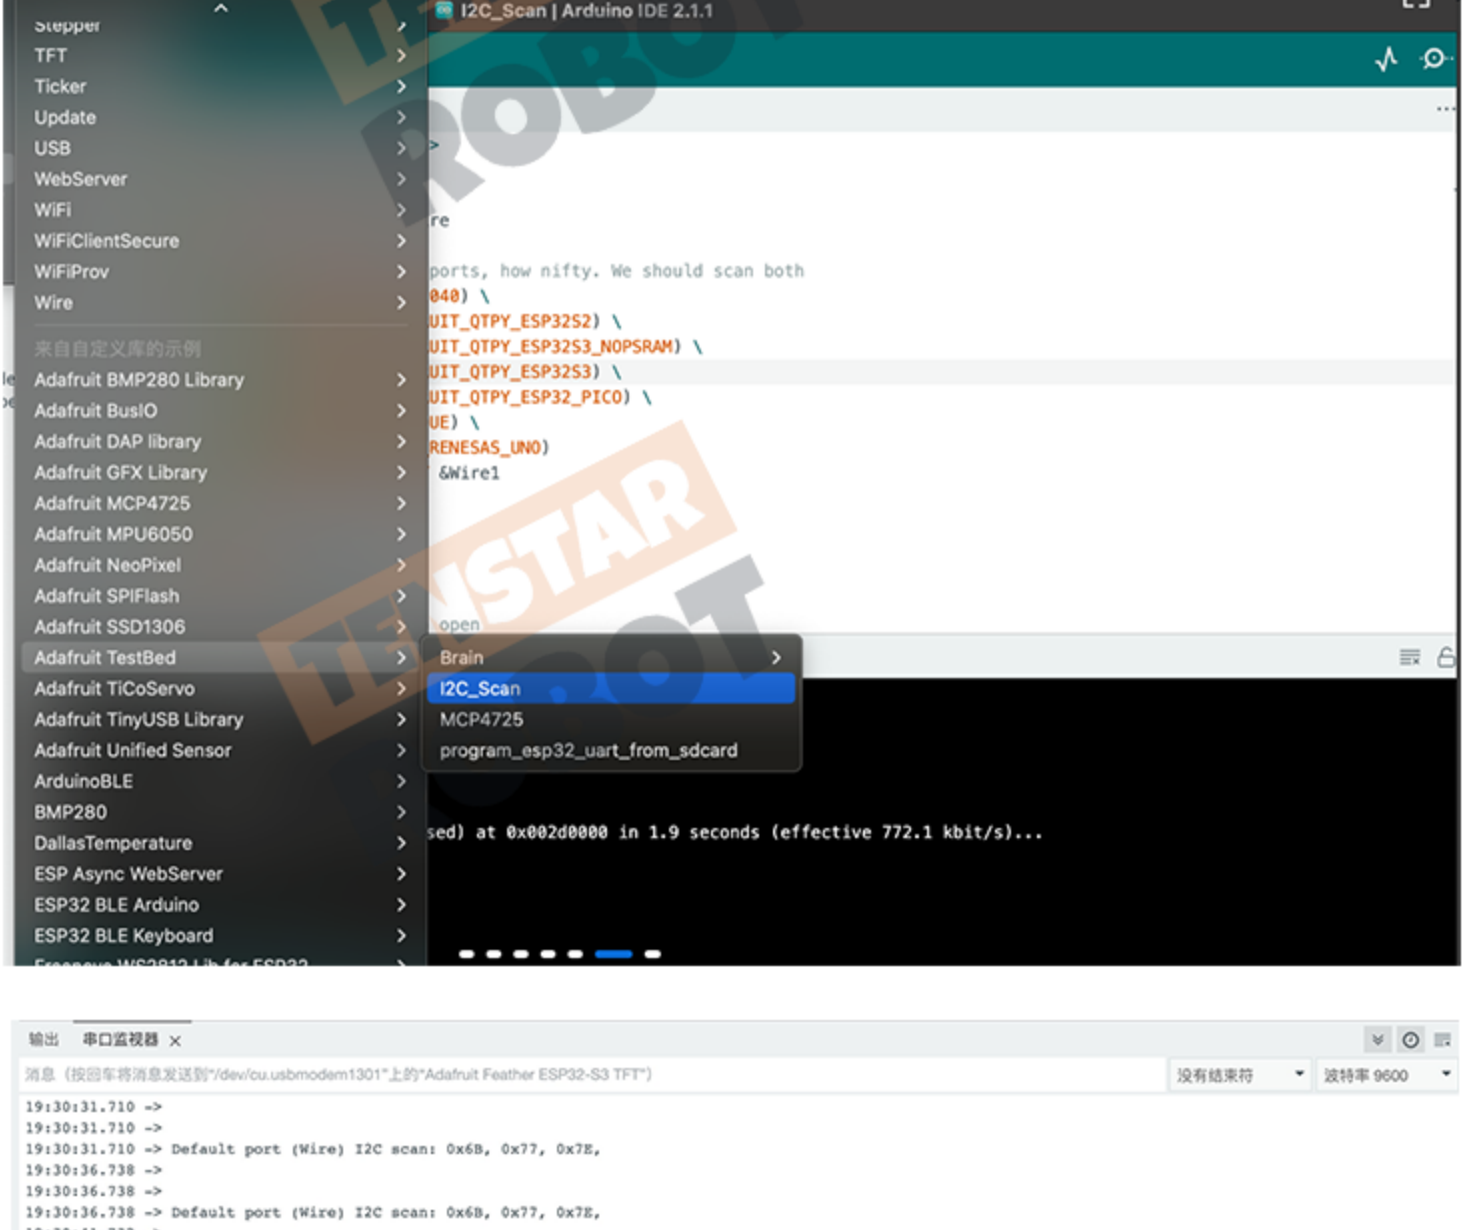 Stepper
TFT
Ticker
Update
USB
WebServer
WiFi
WiFiClientSecure
WiFiProv
Wire
来自自定义库的示例
Adafruit BMP280 Library
Adafruit BusIO
Adafruit DAP library
Adafruit GFX Library
Adafruit MCP4725
Adafruit MPU6050
Adafruit NeoPixel
Adafruit SPIFlash
Adafruit SSD1306
Adafruit TestBed
Adafruit TiCoServo
Adafruit TinyUSB Library
Adafruit Unified Sensor
ArduinoBLE
BMP280
DallasTemperature
ESP Async WebServer
ESP32 BLE Arduino
ESP32 BLE Keyboard
Freenove WS2812 Lib for ESP32
Brain
I2C_Scan
MCP4725
program_esp32_uart_from_sdcard
I2C_Scan | Arduino IDE 2.1.1
>
re
ports, how nifty. We should scan both
040) \
UIT_QTPY_ESP32S2) \
UIT_QTPY_ESP32S3_NOPSRAM) \
UIT_QTPY_ESP32S3) \
UIT_QTPY_ESP32_PICO) \
UE) \
RENESAS_UNO)
&Wire1
open
sed) at 0x002d0000 in 1.9 seconds (effective 772.1 kbit/s)...
TENSTAR
ROBOT
输出 串口监视器 ×
消息（按回车将消息发送到"/dev/cu.usbmodem1301"上的"Adafruit Feather ESP32-S3 TFT"）
没有结束符 波特率 9600
19:30:31.710 ->
19:30:31.710 ->
19:30:31.710 -> Default port (Wire) I2C scan: 0x6B, 0x77, 0x7E,
19:30:36.738 ->
19:30:36.738 ->
19:30:36.738 -> Default port (Wire) I2C scan: 0x6B, 0x77, 0x7E,